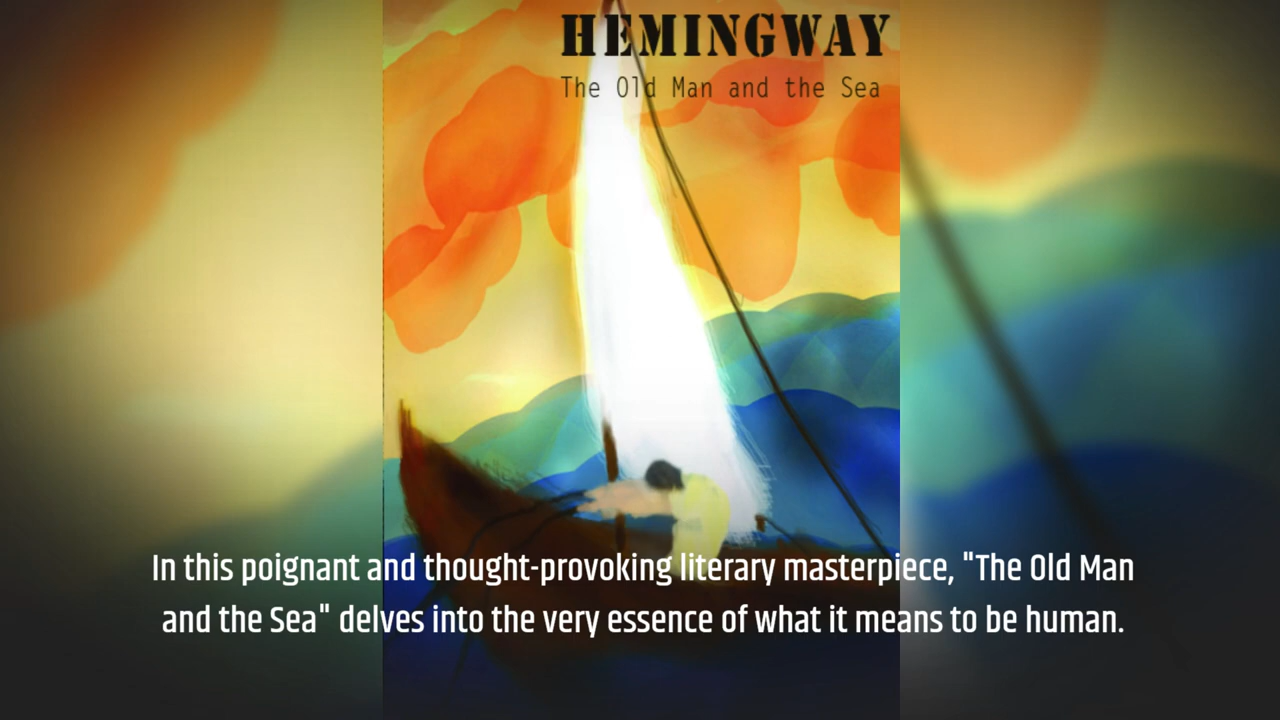 HEMINGWAY
The Old Man and the Sea
In this poignant and thought-provoking literary masterpiece, "The Old Man
and the Sea" delves into the very essence of what it means to be human.